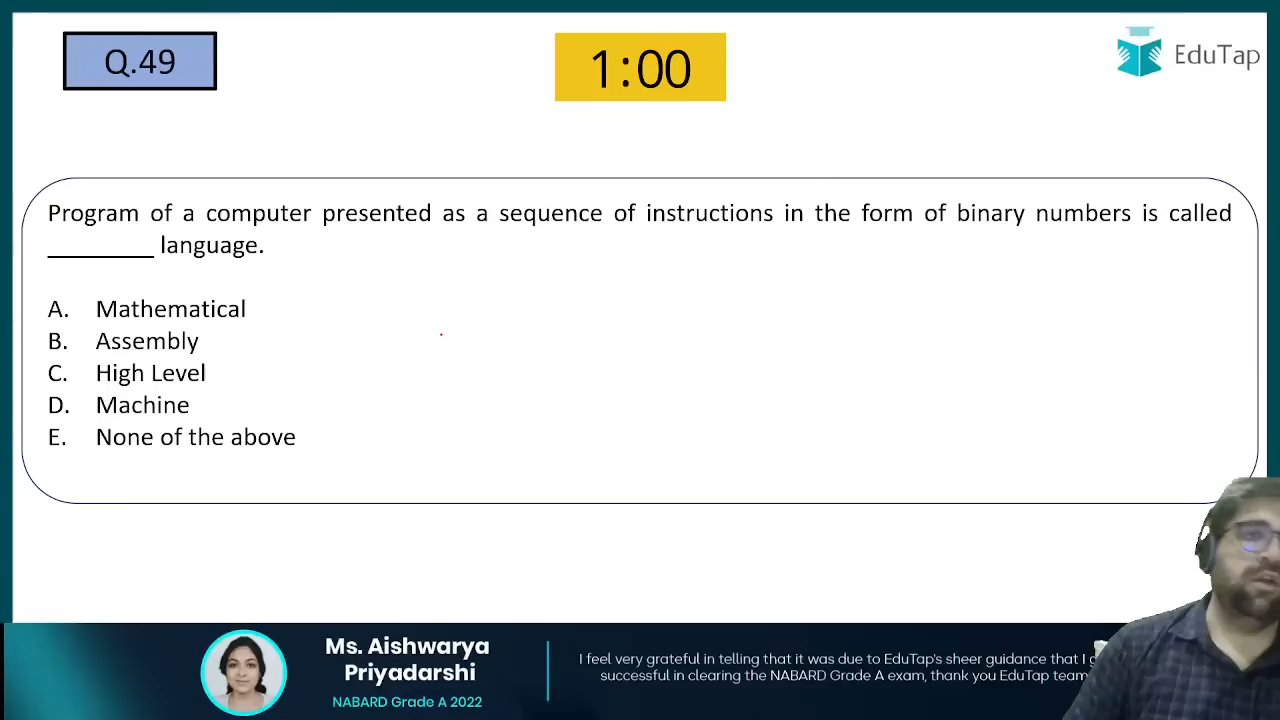 Q.49
1:00
EduTap
Program of a computer presented as a sequence of instructions in the form of binary numbers is called
________ language.
A. Mathematical
B. Assembly
C. High Level
D. Machine
E. None of the above
Ms. Aishwarya
Priyadarshi
NABARD Grade A 2022
I feel very grateful in telling that it was due to EduTap's sheer guidance that I
successful in clearing the NABARD Grade A exam, thank you EduTap team